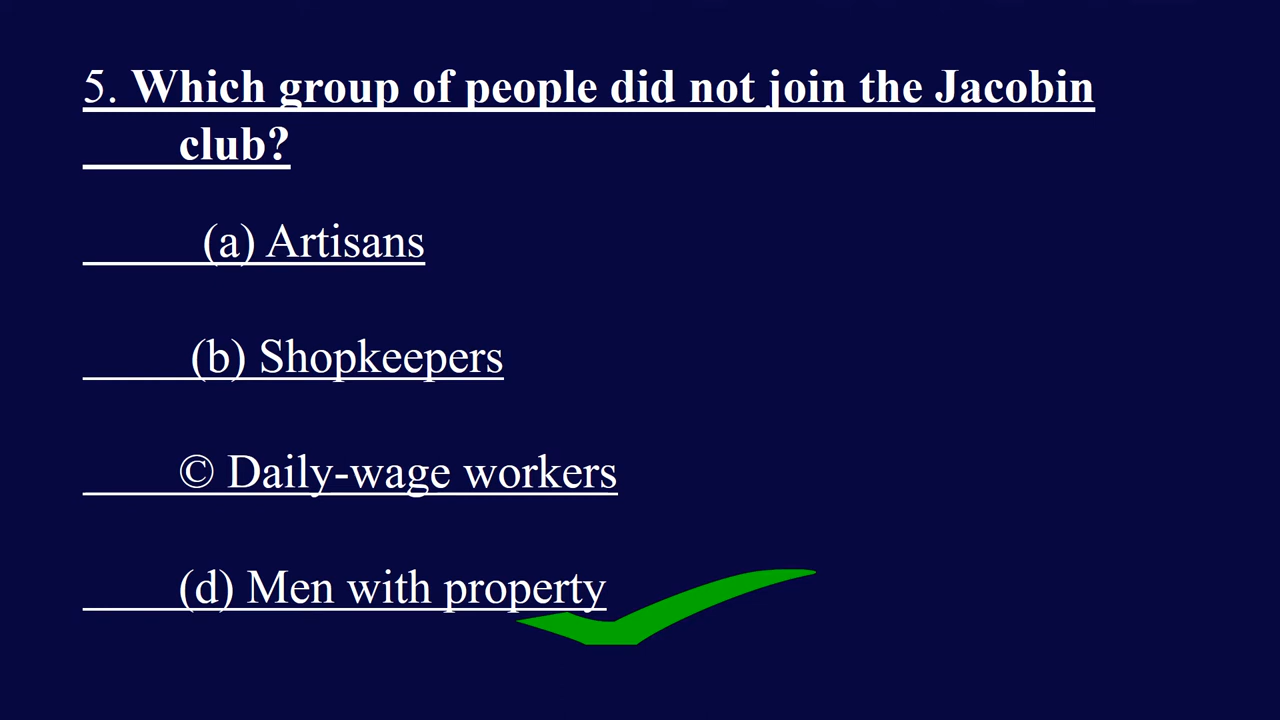 5. Which group of people did not join the Jacobin
club?
(a) Artisans
(b) Shopkeepers
© Daily-wage workers
(d) Men with property